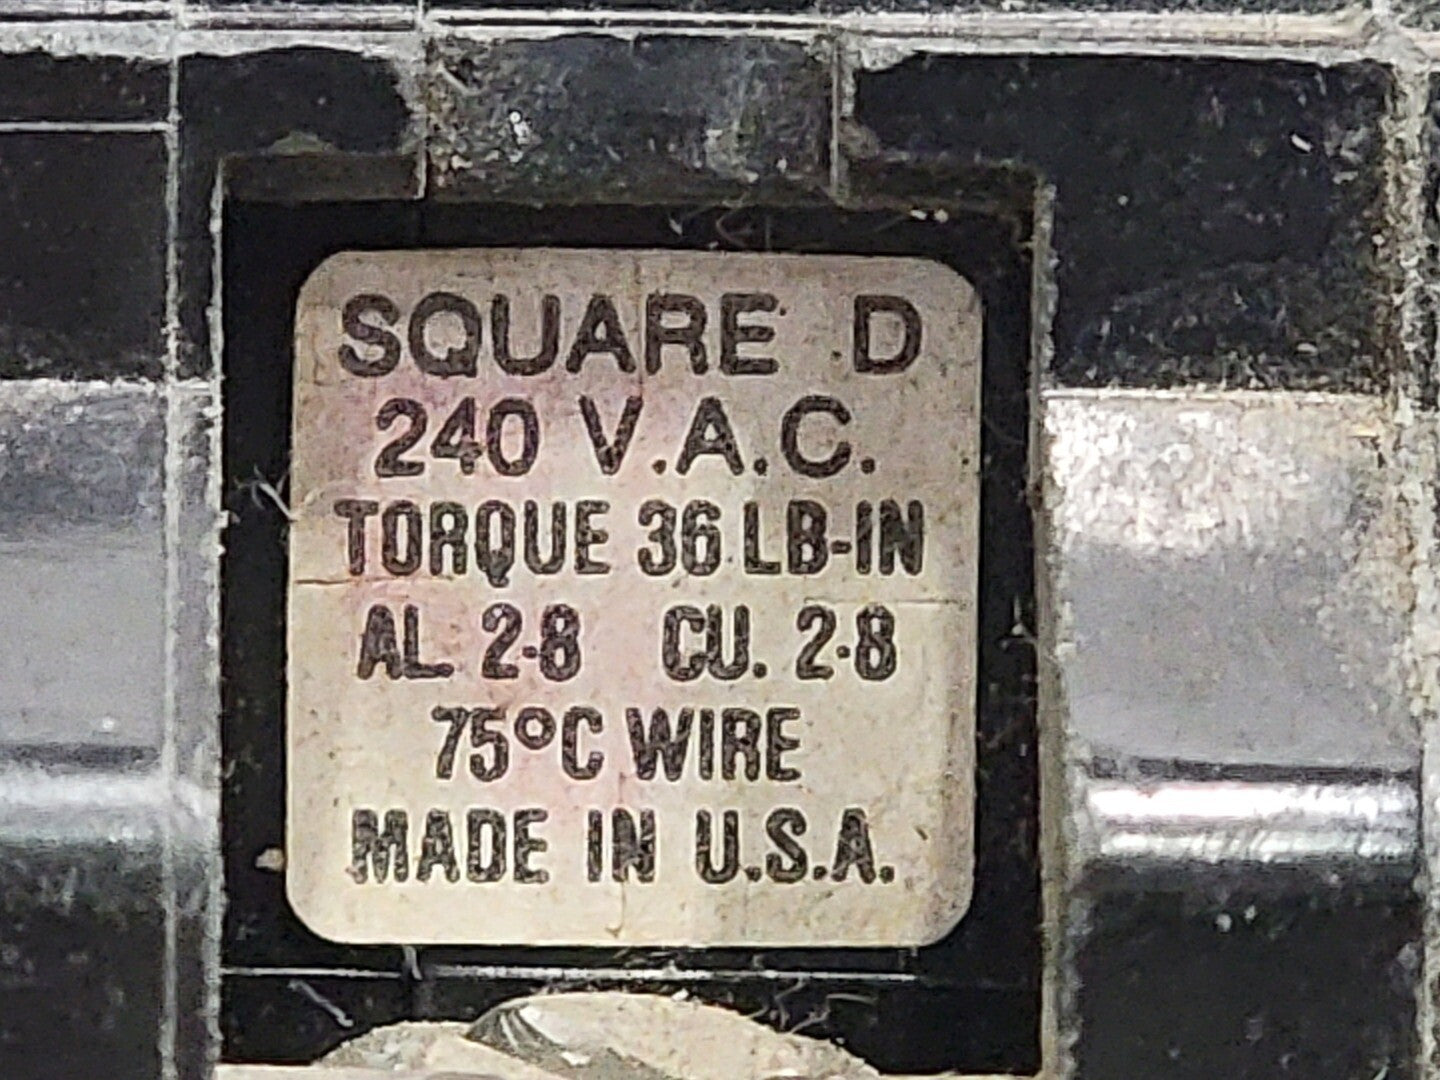 SQUARE D
240 V.A.C.
TORQUE 36 LB-IN
AL 2-8 CU. 2-8
75°C WIRE
MADE IN U.S.A.